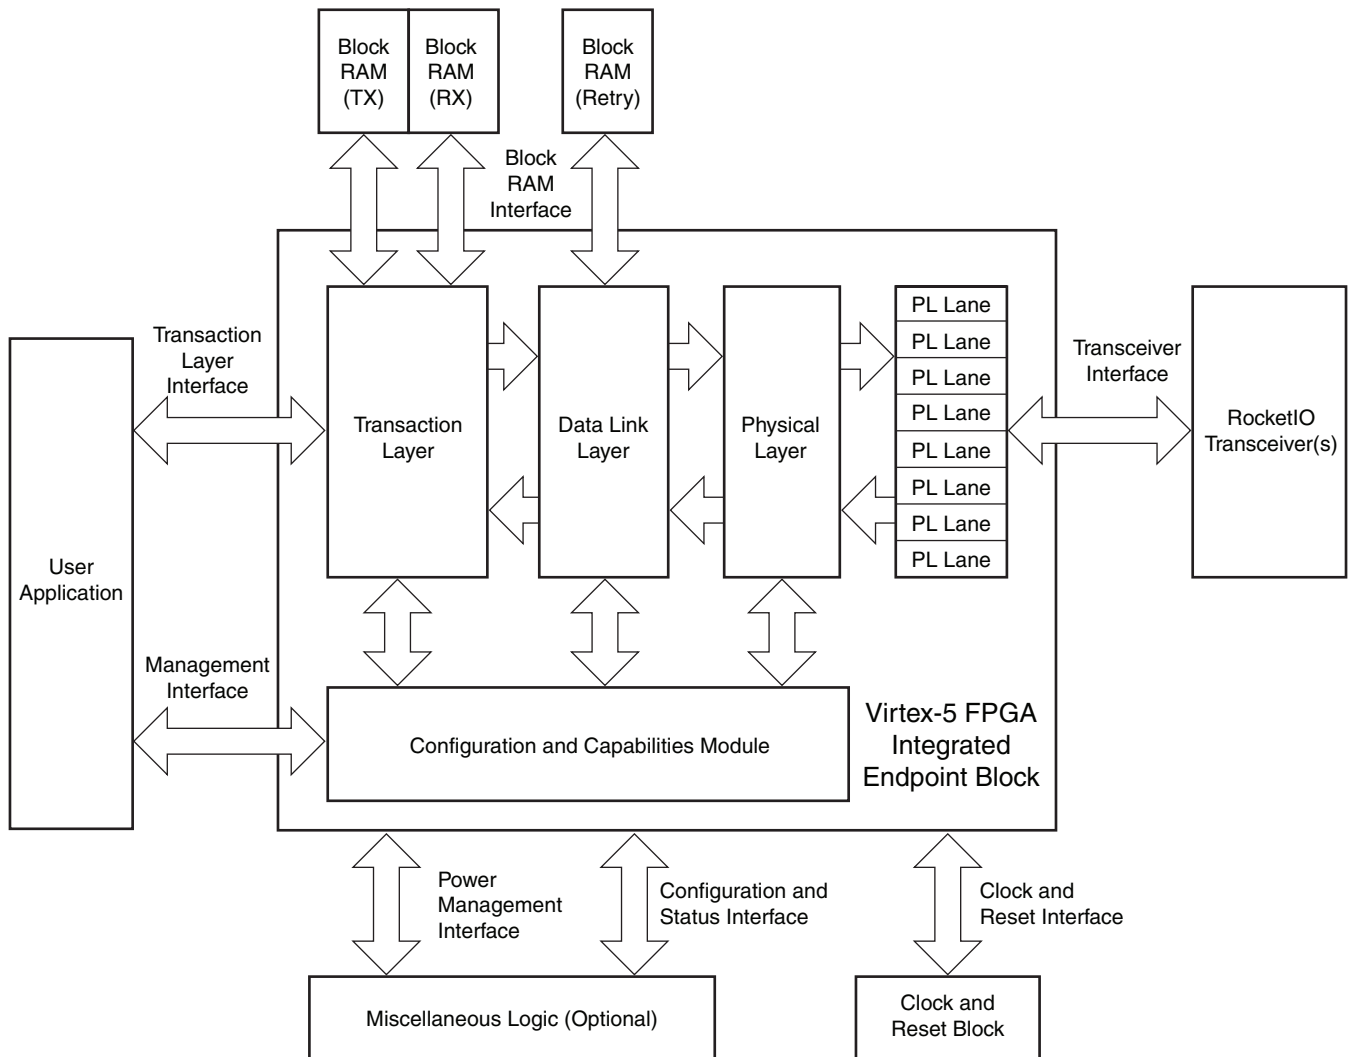 Block
RAM
(TX)
Block
RAM
(RX)
Block
RAM
(Retry)
Block
RAM
Interface
Transaction
Layer
Interface
Transaction
Layer
Data Link
Layer
Physical
Layer
PL Lane
PL Lane
PL Lane
PL Lane
PL Lane
PL Lane
PL Lane
PL Lane
Transceiver
Interface
RocketIO
Transceiver(s)
User
Application
Management
Interface
Configuration and Capabilities Module
Virtex-5 FPGA
Integrated
Endpoint Block
Power
Management
Interface
Configuration and
Status Interface
Clock and
Reset Interface
Miscellaneous Logic (Optional)
Clock and
Reset Block